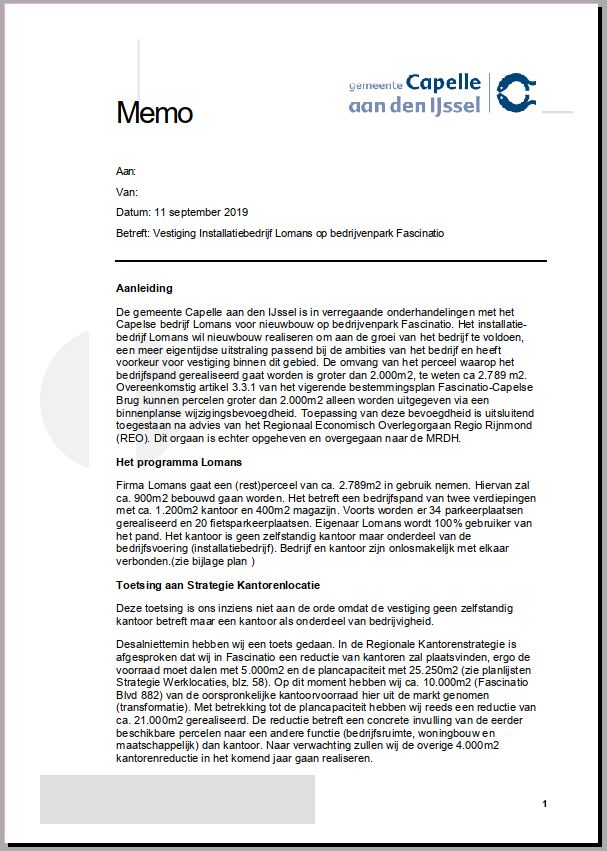 gemeente Capelle
aan den IJssel
Memo
Aan:
Van:
Datum: 11 september 2019
Betreft: Vestiging Installatiebedrijf Lomans op bedrijvenpark Fascinatio
Aanleiding
De gemeente Capelle aan den IJssel is in verregaande onderhandelingen met het
Capelse bedrijf Lomans voor nieuwbouw op bedrijvenpark Fascinatio. Het installatie-
bedrijf Lomans wil nieuwbouw realiseren om aan de groei van het bedrijf te voldoen,
een meer eigentijdse uitstraling passend bij de ambities van het bedrijf en heeft
voorkeur voor vestiging binnen dit gebied. De omvang van het perceel waarop het
bedrijfspand gerealiseerd gaat worden is groter dan 2.000m2, te weten ca 2.789 m2.
Overeenkomstig artikel 3.3.1 van het vigerende bestemmingsplan Fascinatio-Capelse
Brug kunnen percelen groter dan 2.000m2 alleen worden uitgegeven via een
binnenplanse wijzigingsbevoegdheid. Toepassing van deze bevoegdheid is uitsluitend
toegestaan na advies van het Regionaal Economisch Overlegorgaan Regio Rijnmond
(REO). Dit orgaan is echter opgeheven en overgegaan naar de MRDH.
Het programma Lomans
Firma Lomans gaat een (rest)perceel van ca. 2.789m2 in gebruik nemen. Hiervan zal
ca. 900m2 bebouwd gaan worden. Het betreft een bedrijfspand van twee verdiepingen
met ca. 1.200m2 kantoor en 400m2 magazijn. Voorts worden er 34 parkeerplaatsen
gerealiseerd en 20 fietsparkeerplaatsen. Eigenaar Lomans wordt 100% gebruiker van
het pand. Het kantoor is geen zelfstandig kantoor maar onderdeel van de
bedrijfsvoering (installatiebedrijf). Bedrijf en kantoor zijn onlosmakelijk met elkaar
verbonden.(zie bijlage plan )
Toetsing aan Strategie Kantorenlocatie
Deze toetsing is ons inziens niet aan de orde omdat de vestiging geen zelfstandig
kantoor betreft maar een kantoor als onderdeel van bedrijvigheid.
Desalniettemin hebben wij een toets gedaan. In de Regionale Kantorenstrategie is
afgesproken dat wij in Fascinatio een reductie van kantoren zal plaatsvinden, ergo de
voorraad moet dalen met 5.000m2 en de plancapaciteit met 25.250m2 (zie planlijsten
Strategie Werklocaties, blz. 58). Op dit moment hebben wij ca. 10.000m2 (Fascinatio
Blvd 882) van de oorspronkelijke kantoorvoorraad hier uit de markt genomen
(transformatie). Met betrekking tot de plancapaciteit hebben wij reeds een reductie van
ca. 21.000m2 gerealiseerd. De reductie betreft een concrete invulling van de eerder
beschikbare percelen naar een andere functie (bedrijfsruimte, woningbouw en
maatschappelijk) dan kantoor. Naar verwachting zullen wij de overige 4.000m2
kantorenreductie in het komend jaar gaan realiseren.
1